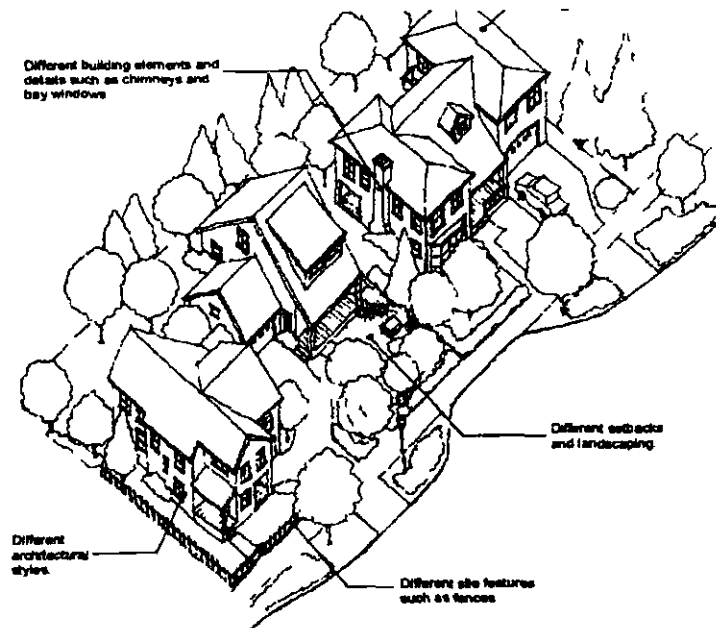 Different building elements and
details such as chimneys and
bay windows
Different setbacks
and landscaping.
Different
architectural
styles.
Different site features
such as fences